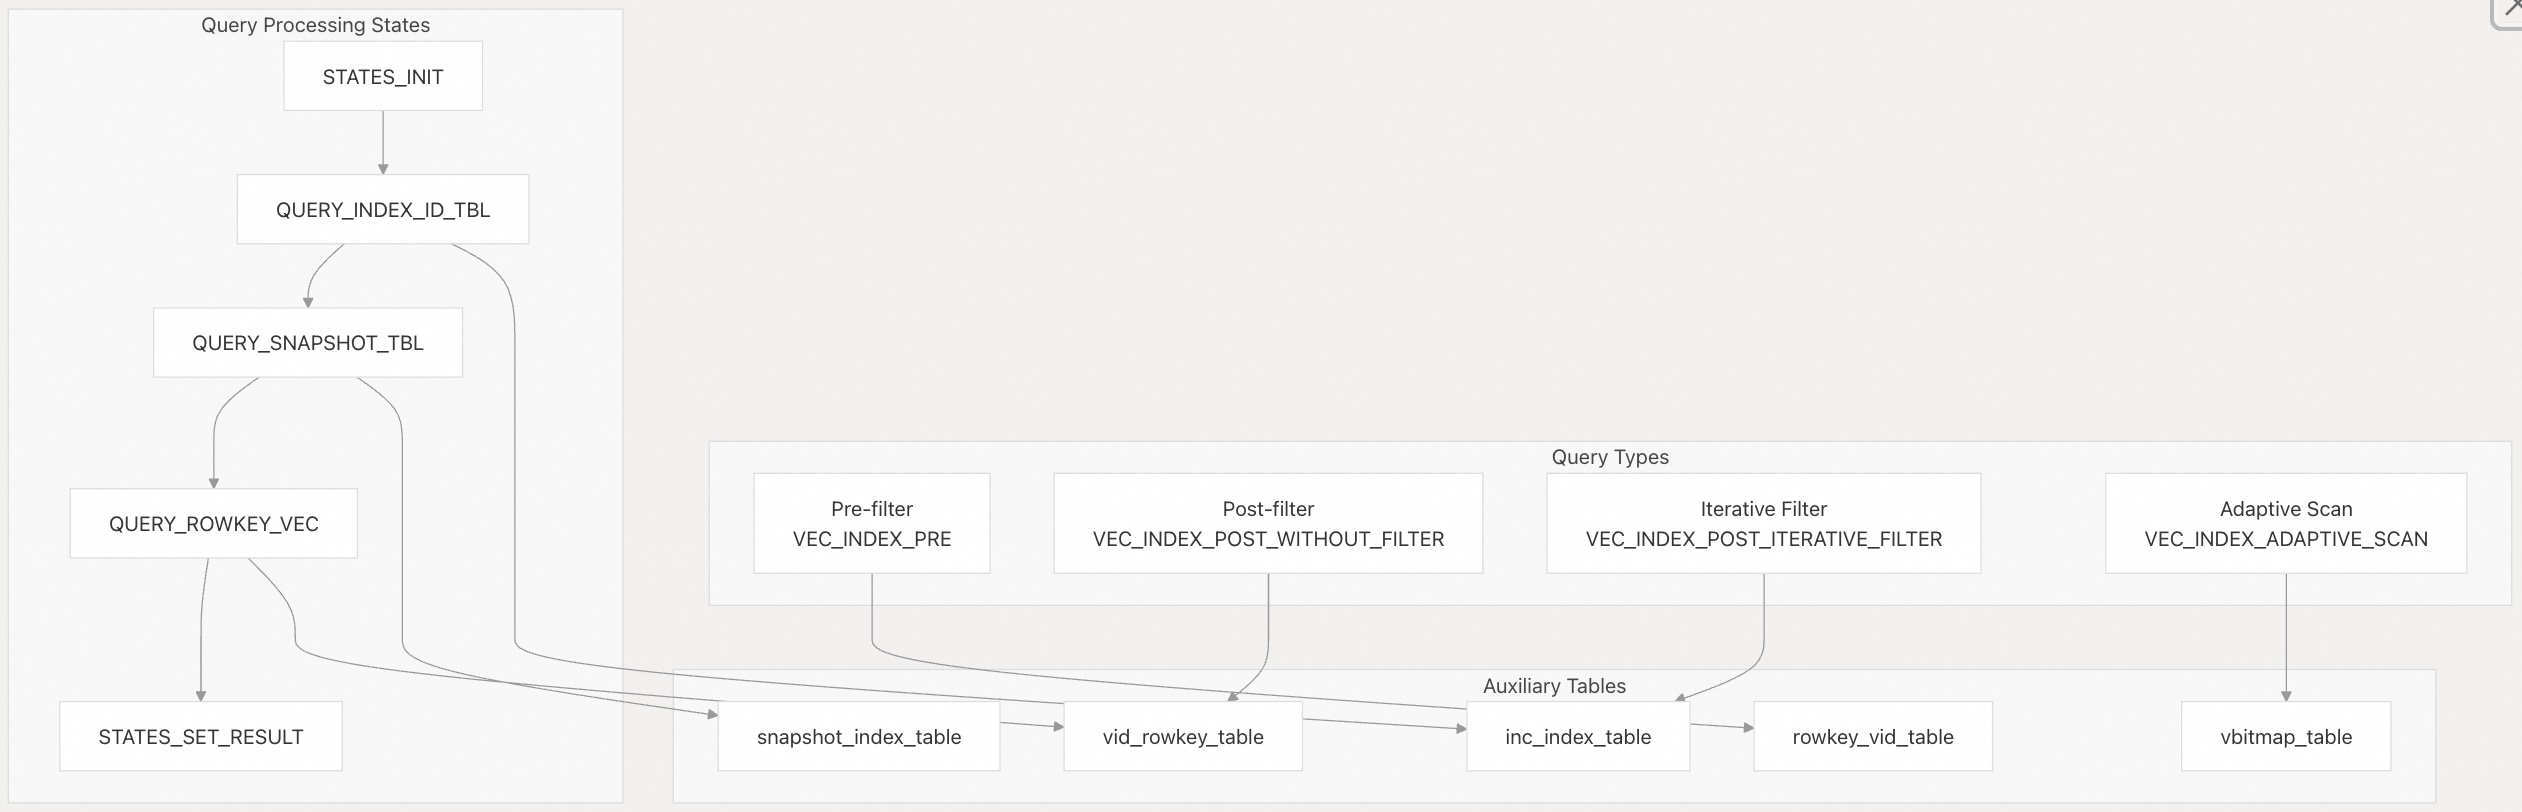 Query Processing States
STATES_INIT
QUERY_INDEX_ID_TBL
QUERY_SNAPSHOT_TBL
QUERY_ROWKEY_VEC
STATES_SET_RESULT
Query Types
Pre-filter
VEC_INDEX_PRE
Post-filter
VEC_INDEX_POST_WITHOUT_FILTER
Iterative Filter
VEC_INDEX_POST_ITERATIVE_FILTER
Adaptive Scan
VEC_INDEX_ADAPTIVE_SCAN
Auxiliary Tables
snapshot_index_table
vid_rowkey_table
inc_index_table
rowkey_vid_table
vbitmap_table